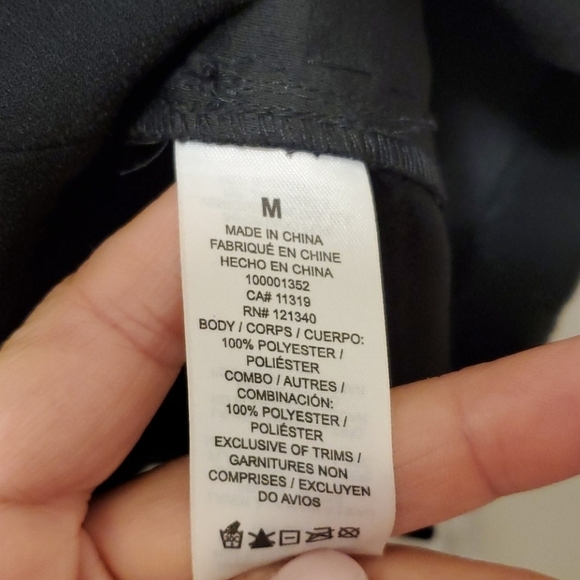 M
MADE IN CHINA
FABRIQUÉ EN CHINE
HECHO EN CHINA
100001352
CA# 11319
RN# 121340
BODY / CORPS / CUERPO:
100% POLYESTER /
POLIÉSTER
COMBO / AUTRES /
COMBINACIÓN:
100% POLYESTER /
POLIÉSTER
EXCLUSIVE OF TRIMS /
GARNITURES NON
COMPRISES / EXCLUYEN
DO AVIOS